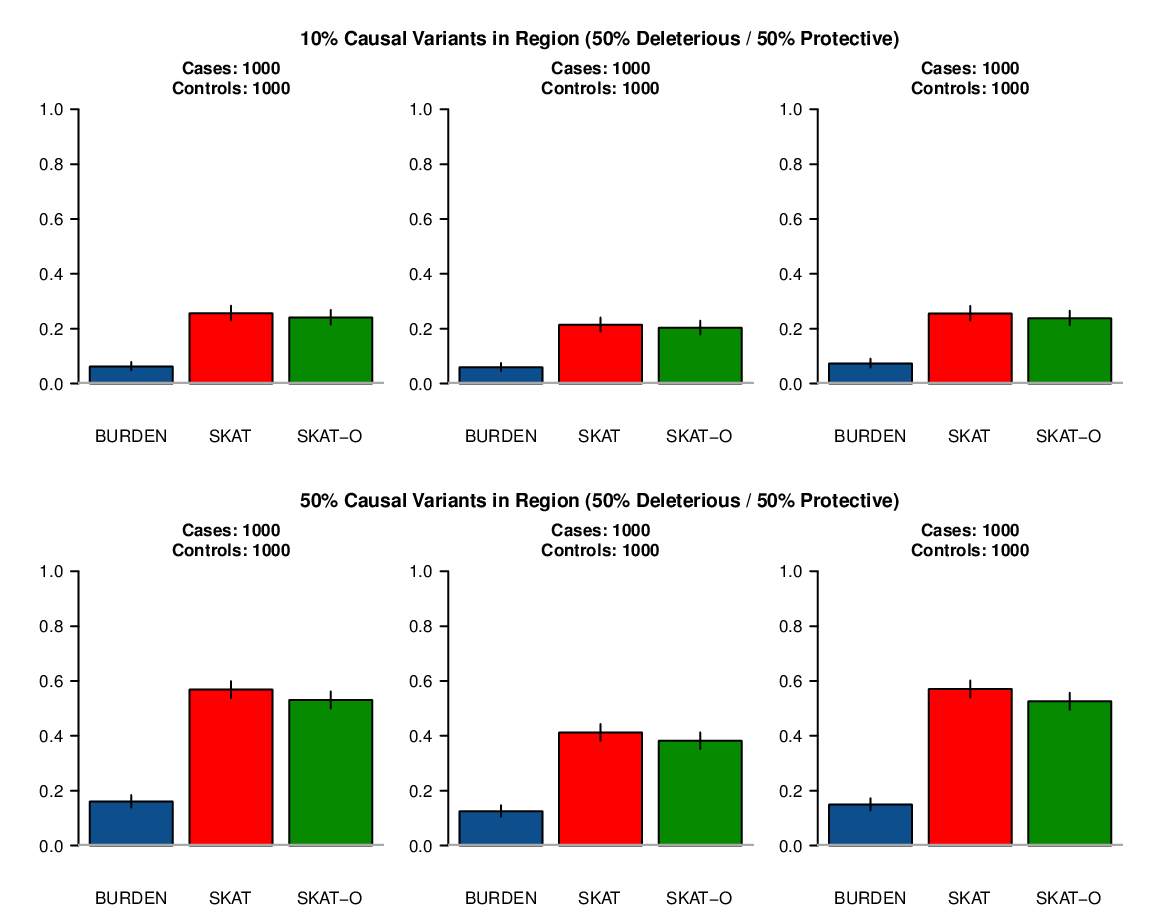 10% Causal Variants in Region (50% Deleterious / 50% Protective)
Cases: 1000 Cases: 1000 Cases: 1000
Controls: 1000 Controls: 1000 Controls: 1000
1.0 1.0 1.0
0.8 0.8 0.8
0.6 0.6 0.6
0.4 0.4 0.4
0.2 0.2 0.2
0.0 0.0 0.0
BURDEN SKAT SKAT−O BURDEN SKAT SKAT−O BURDEN SKAT SKAT−O
50% Causal Variants in Region (50% Deleterious / 50% Protective)
Cases: 1000 Cases: 1000 Cases: 1000
Controls: 1000 Controls: 1000 Controls: 1000
1.0 1.0 1.0
0.8 0.8 0.8
0.6 0.6 0.6
0.4 0.4 0.4
0.2 0.2 0.2
0.0 0.0 0.0
BURDEN SKAT SKAT−O BURDEN SKAT SKAT−O BURDEN SKAT SKAT−O